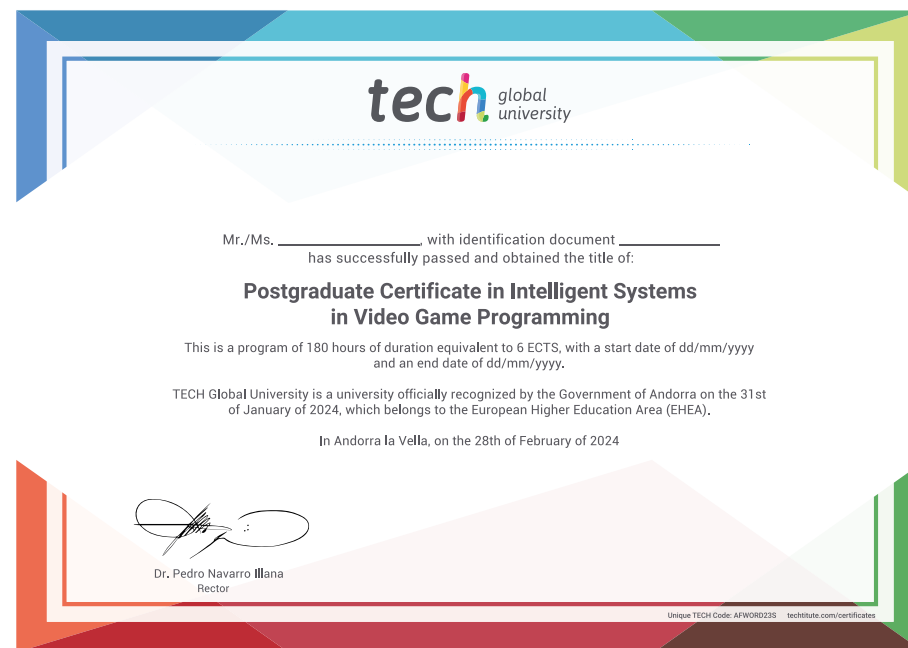 tech global university
Mr./Ms. ____________, with identification document ____________
has successfully passed and obtained the title of:
Postgraduate Certificate in Intelligent Systems
in Video Game Programming
This is a program of 180 hours of duration equivalent to 6 ECTS, with a start date of dd/mm/yyyy
and an end date of dd/mm/yyyy.
TECH Global University is a university officially recognized by the Government of Andorra on the 31st
of January of 2024, which belongs to the European Higher Education Area (EHEA).
In Andorra la Vella, on the 28th of February of 2024
Dr. Pedro Navarro Illana
Rector
Unique TECH Code: AFWORD23S techtitute.com/certificates